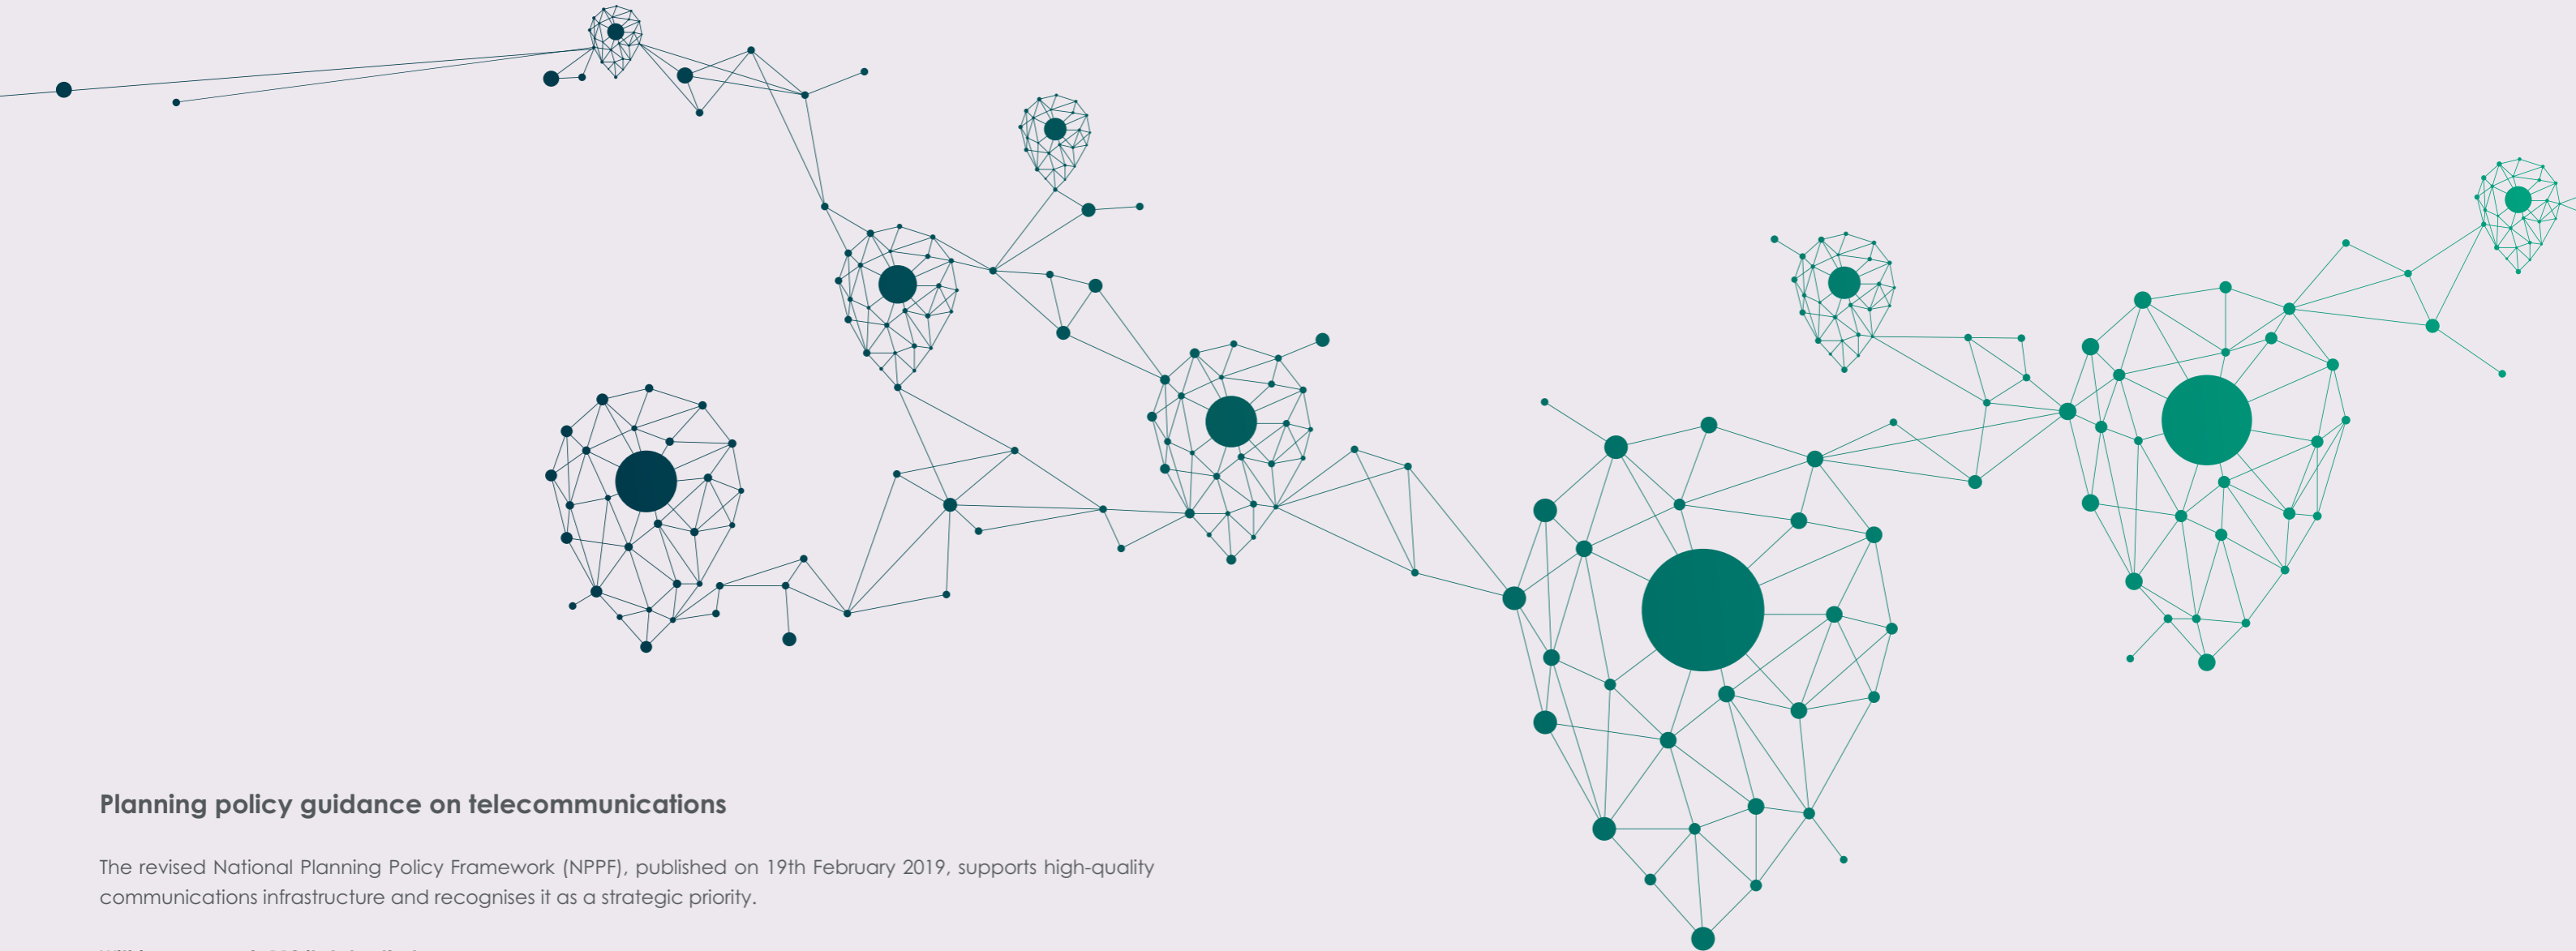 Planning policy guidance on telecommunications
The revised National Planning Policy Framework (NPPF), published on 19th February 2019, supports high-quality
communications infrastructure and recognises it as a strategic priority.